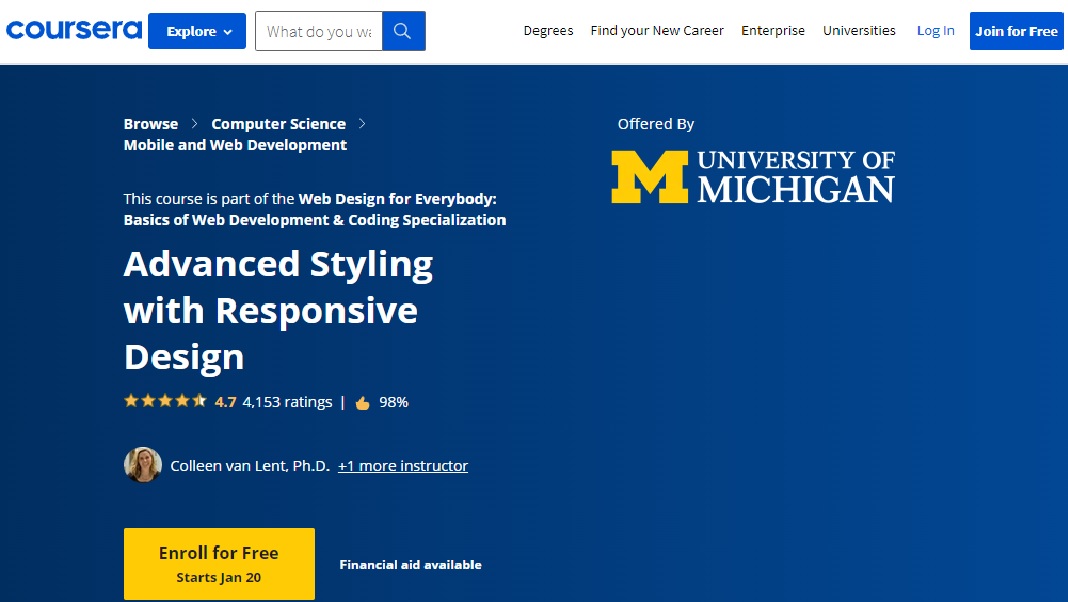 coursera Explore What do you wa Degrees Find your New Career Enterprise Universities Log In Join for Free
Browse > Computer Science >
Mobile and Web Development
Offered By
M UNIVERSITY OF
MICHIGAN
This course is part of the Web Design for Everybody:
Basics of Web Development & Coding Specialization
Advanced Styling
with Responsive
Design
4.7 4,153 ratings | 98%
Colleen van Lent, Ph.D. +1 more instructor
Enroll for Free
Starts Jan 20
Financial aid available